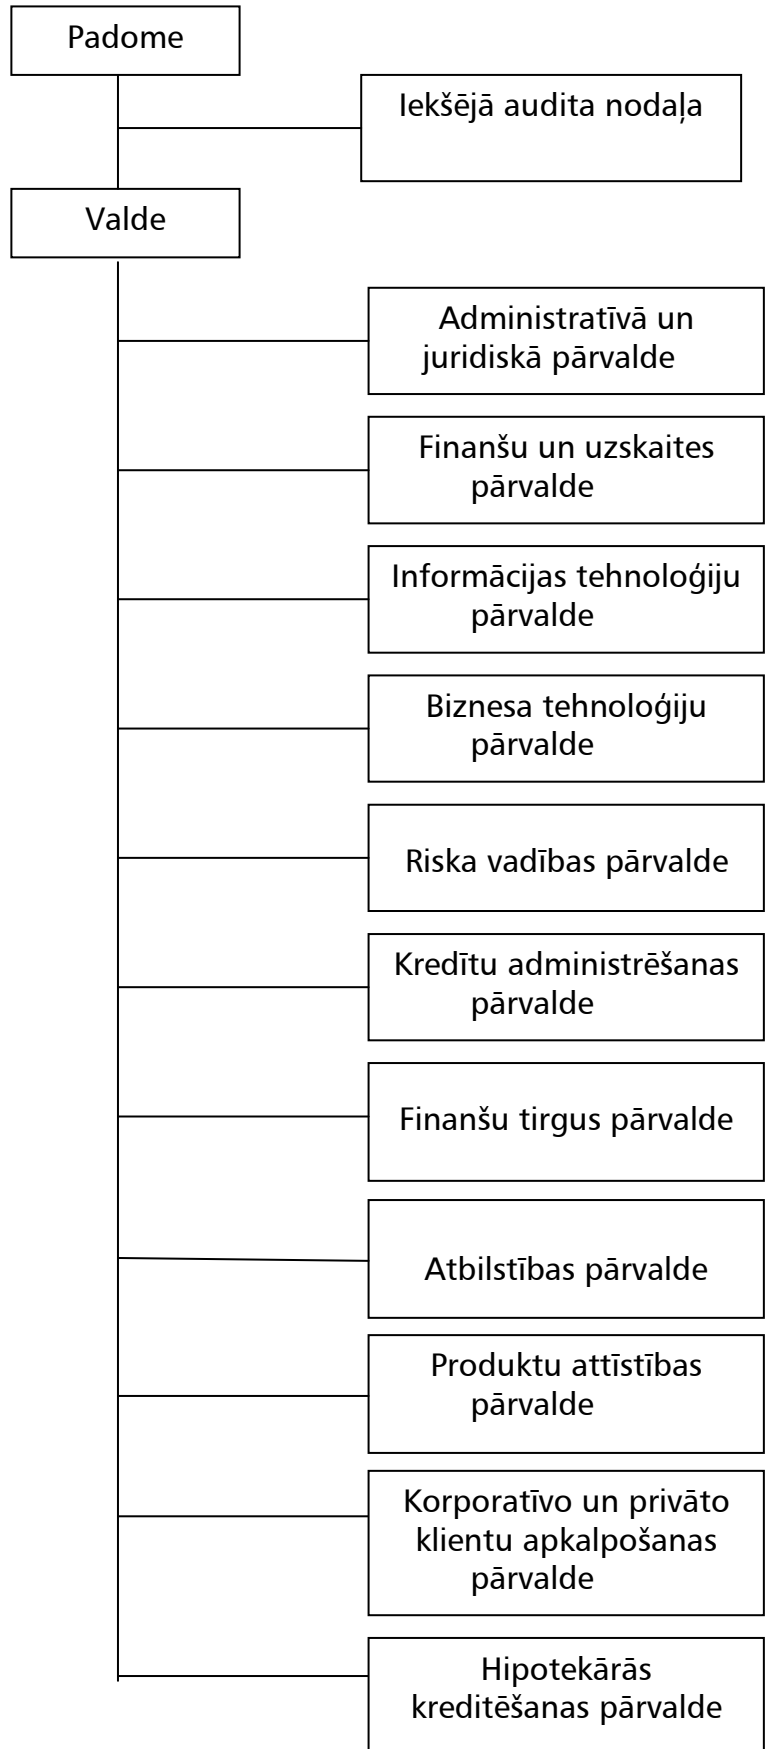 Padome
Iekšējā audita nodaļa
Valde
Administratīvā un
juridiskā pārvalde
Finanšu un uzskaites
pārvalde
Informācijas tehnoloģiju
pārvalde
Biznesa tehnoloģiju
pārvalde
Riska vadības pārvalde
Kredītu administrēšanas
pārvalde
Finanšu tirgus pārvalde
Atbilstības pārvalde
Produktu attīstības
pārvalde
Korporatīvo un privāto
klientu apkalpošanas
pārvalde
Hipotekārās
kreditēšanas pārvalde